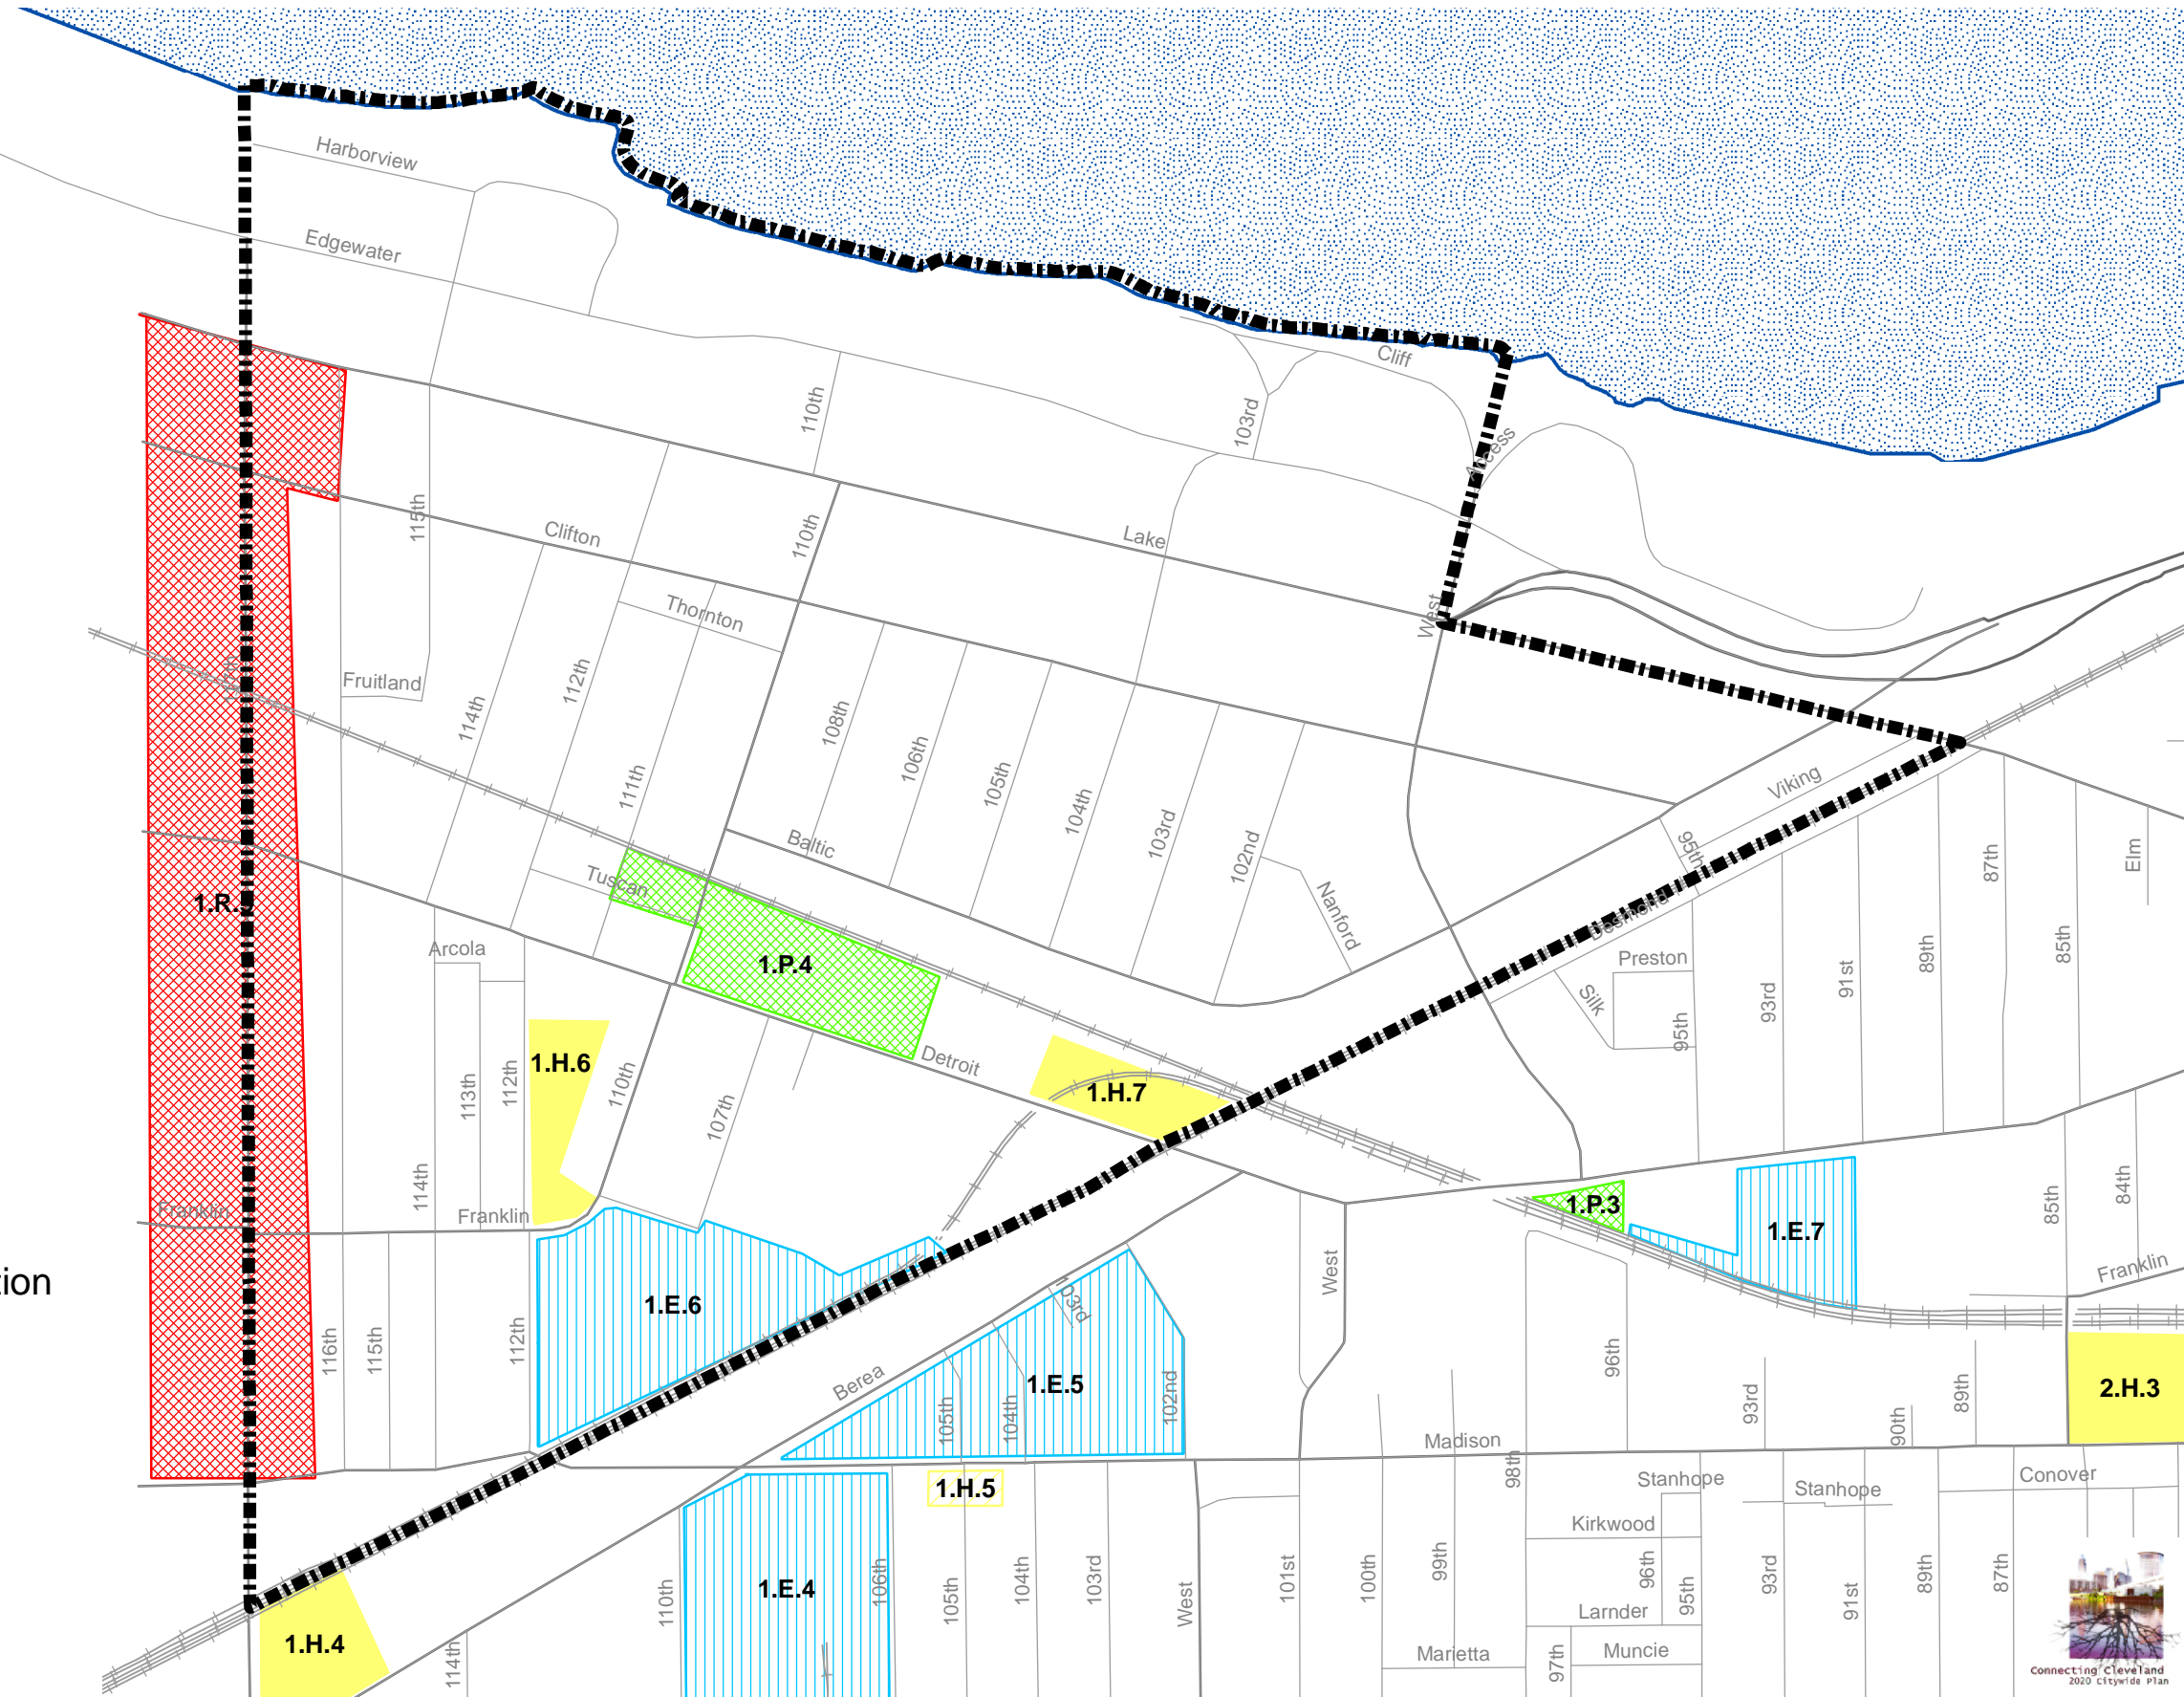 Harborview
Edgewater
Cliff
103rd
110th
Access
115th
Clifton
110th
Lake
Thornton
West
Fruitland
112th
114th
108th
106th
105th
111th
104th
103rd
102nd
Viking
Baltic
95th
87th
Elm
Tuscan
1.R.
Nanford
Desmond
Arcola
1.P.4
Preston
93rd
91st
89th
85th
Silk
95th
Detroit
1.H.6
1.H.7
113th
112th
110th
107th
114th
1.P.3
84th
85th
Franklin
Franklin
1.E.7
Franklin
tion
West
1.E.6
103rd
116th
115th
112th
Berea
1.E.5
102nd
96th
2.H.3
105th
104th
93rd
90th
89th
Madison
98th
Stanhope
Stanhope
Conover
1.H.5
Kirkwood
1.E.4
110th
106th
105th
104th
103rd
West
101st
100th
99th
96th
95th
93rd
91st
89th
87th
Larnder
1.H.4
114th
Marietta
97th
Muncie
Connecting Cleveland
2020 Citywide Plan